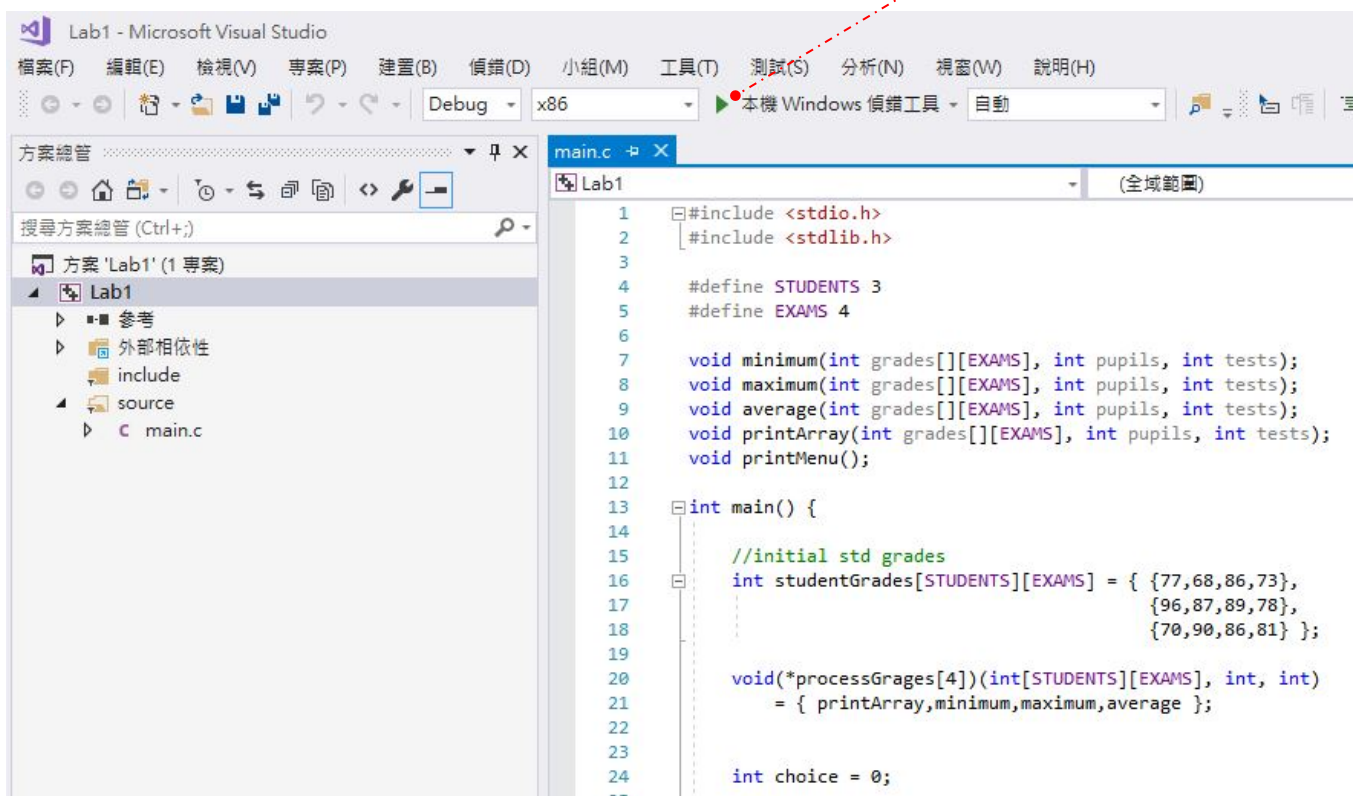 Lab1 - Microsoft Visual Studio
檔案(F) 編輯(E) 檢視(V) 專案(P) 建置(B) 偵錯(D) 小組(M) 工具(T) 測試(S) 分析(N) 視窗(W) 說明(H)
Debug x86 本機 Windows 偵錯工具 自動
方案總管
搜尋方案總管 (Ctrl+;)
方案 'Lab1' (1 專案)
Lab1
參考
外部相依性
include
source
C main.c
main.c
Lab1 (全域範圍)
1 #include <stdio.h>
2 #include <stdlib.h>
3
4 #define STUDENTS 3
5 #define EXAMS 4
6
7 void minimum(int grades[][EXAMS], int pupils, int tests);
8 void maximum(int grades[][EXAMS], int pupils, int tests);
9 void average(int grades[][EXAMS], int pupils, int tests);
10 void printArray(int grades[][EXAMS], int pupils, int tests);
11 void printMenu();
12
13 int main() {
14
15 //initial std grades
16 int studentGrades[STUDENTS][EXAMS] = { {77,68,86,73},
17 {96,87,89,78},
18 {70,90,86,81} };
19
20 void(*processGrages[4])(int[STUDENTS][EXAMS], int, int)
21 = { printArray,minimum,maximum,average };
22
23
24 int choice = 0;